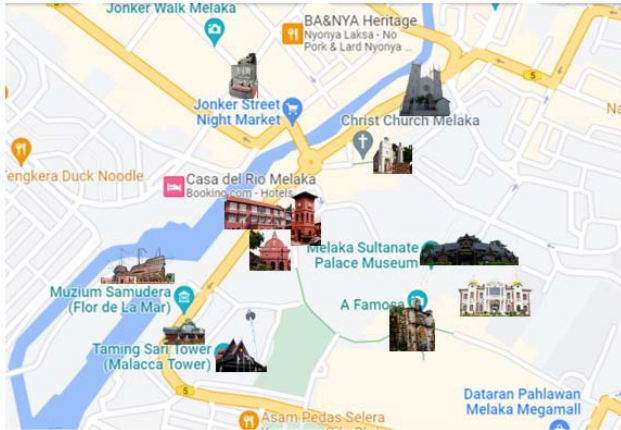 Jonker Walk Melaka
BA&NYA Heritage
Nyonya Laksa - No
Pork & Lard Nyonya ...
5
Jonker Street
Night Market
Christ Church Melaka
Na
Tengkera Duck Noodle
Casa del Rio Melaka
Booking.com - Hotels
Melaka Sultanate
Palace Museum
Muzium Samudera
(Flor de La Mar)
A Famosa
Taming Sari Tower
(Malacca Tower)
5
Dataran Pahlawan
Melaka Megamall
Asam Pedas Selera